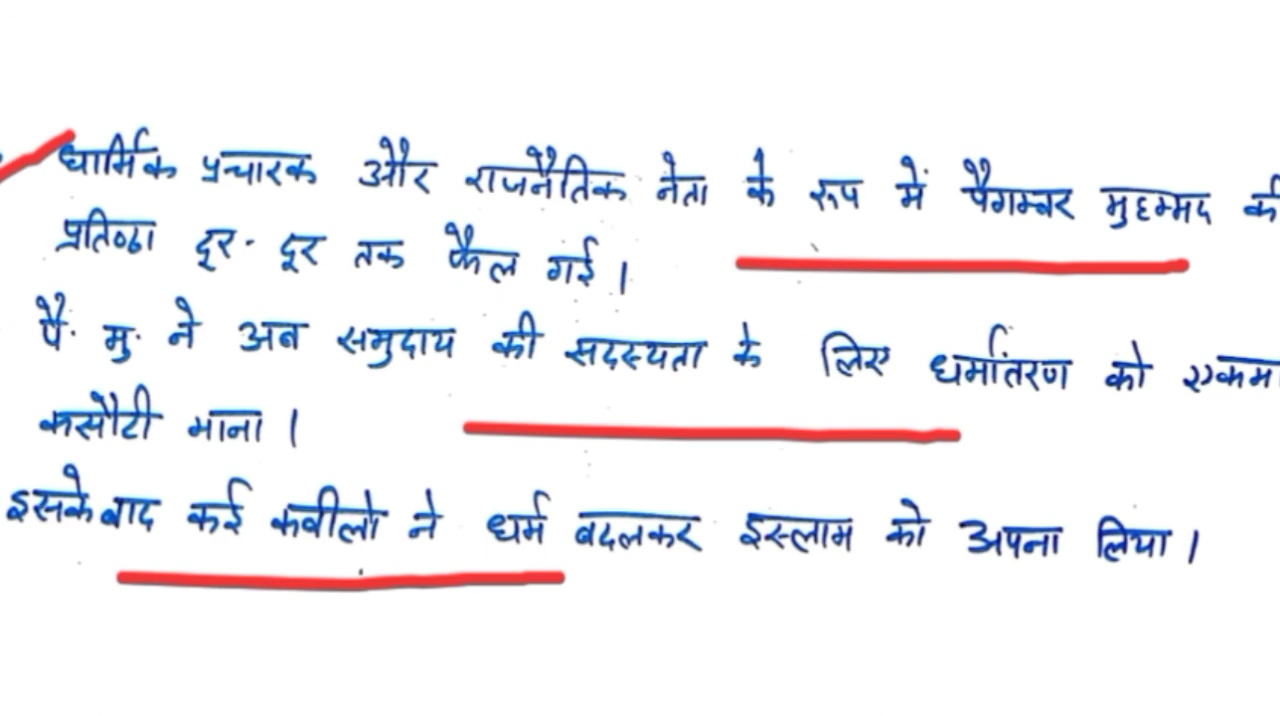 धार्मिक प्रचारक और राजनैतिक नेता के रूप में पैगम्बर मुहम्मद की
प्रतिष्ठा दूर-दूर तक फैल गई।
पै. मु. ने अब समुदाय की सदस्यता के लिए धर्मांतरण को एकमा
कसौटी माना।
इसके बाद कई कबीलो ने धर्म बदलकर इस्लाम को अपना लिया।